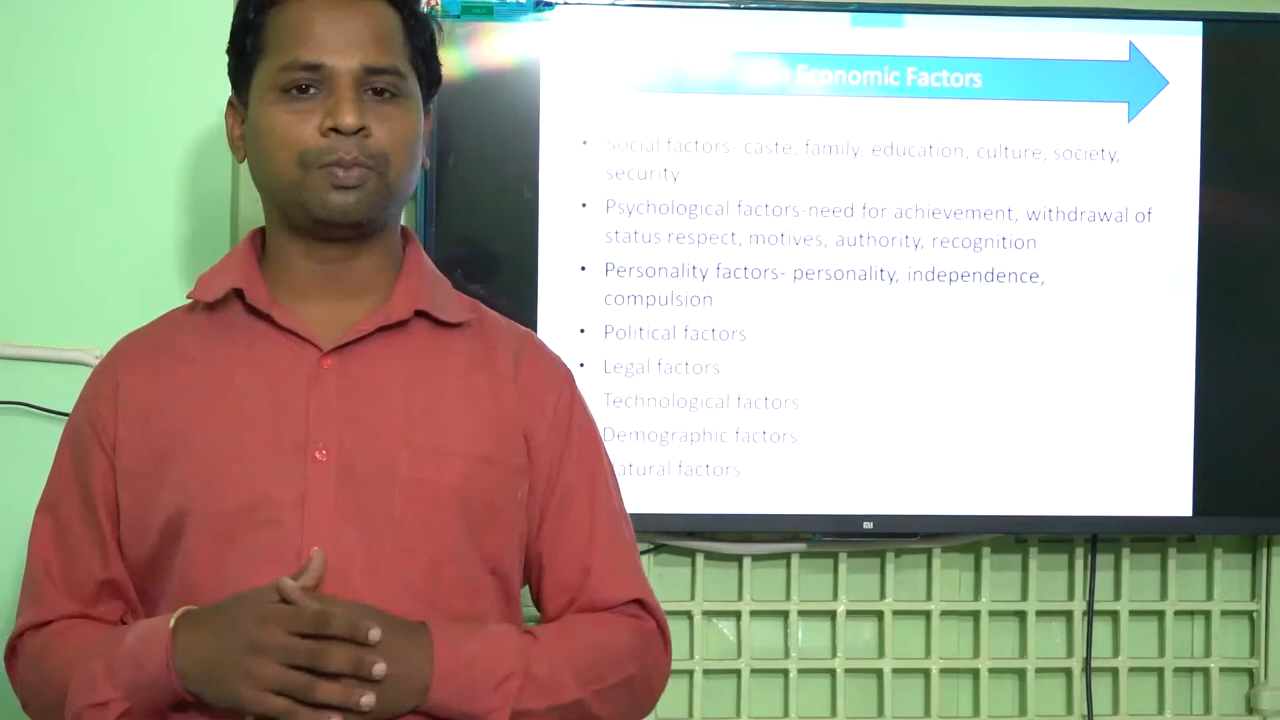 Economic Factors
Social factors- caste, family, education, culture, society,
security
Psychological factors-need for achievement, withdrawal of
status respect, motives, authority, recognition
Personality factors- personality, independence,
compulsion
Political factors
Legal factors
Technological factors
Demographic factors
atural factors
mi